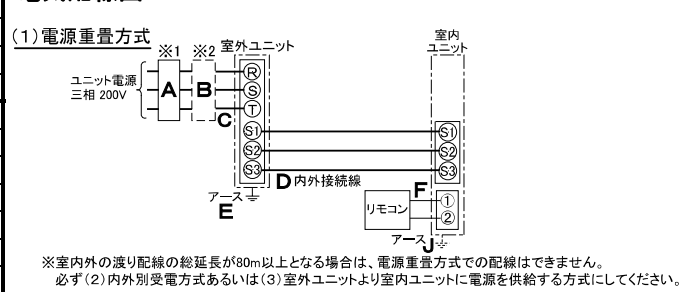 (1)電源重畳方式
※1 ※2 室外ユニット
室内
ユニット
ユニット電源
三相 200V
A
B
C
R
S
T
S1
S2
S3
S1
S2
S3
D 内外接続線
アース
E
F
リモコン
1
2
アース J
※室内外の渡り配線の総延長が80m以上となる場合は、電源重畳方式での配線はできません。
必ず(2)内外別受電方式あるいは(3)室外ユニットより室内ユニットに電源を供給する方式にしてください。